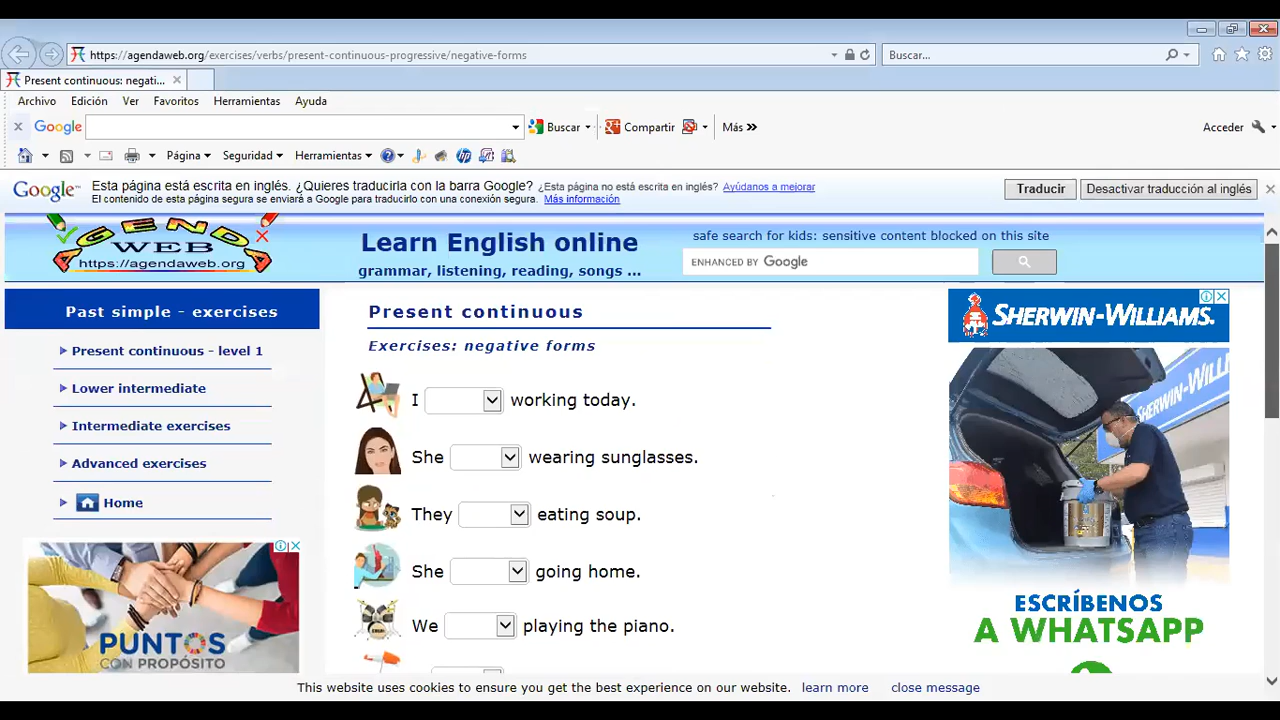 https://agendaweb.org/exercises/verbs/present-continuous-progressive/negative-forms
Buscar...
Present continuous: negati...
Archivo Edición Ver Favoritos Herramientas Ayuda
Google Buscar Compartir Más »
Acceder
Página Seguridad Herramientas
Google™ Esta página está escrita en inglés. ¿Quieres traducirla con la barra Google? ¿Esta página no está escrita en inglés? Ayúdanos a mejorar
El contenido de esta página segura se enviará a Google para traducirlo con una conexión segura. Más información
Traducir Desactivar traducción al inglés
AGENDA
WEB
https://agendaweb.org
Learn English online
grammar, listening, reading, songs ...
safe search for kids: sensitive content blocked on this site
ENHANCED BY Google
Past simple - exercises
Present continuous - level 1
Lower intermediate
Intermediate exercises
Advanced exercises
Home
PUNTOS
CON PROPÓSITO
Present continuous
Exercises: negative forms
I working today.
She wearing sunglasses.
They eating soup.
She going home.
We playing the piano.
SHERWIN-WILLIAMS.
ESCRÍBENOS
A WHATSAPP
This website uses cookies to ensure you get the best experience on our website. learn more close message